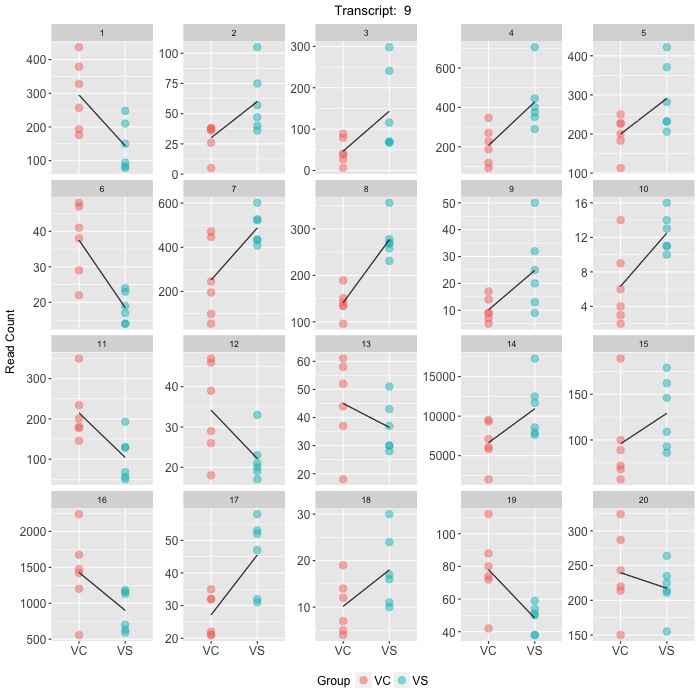 Transcript: 9
1 2 3 4 5
400 300 200 100
100 75 50 25 0
300 200 100 0
600 400 200
400 300 200 100
6 7 8 9 10
40 30 20
600 400 200
300 200 100
50 40 30 20 10
16 12 8 4
Read Count
11 12 13 14 15
300 200 100
40 30 20
60 50 40 30 20
15000 10000 5000
150 100
16 17 18 19 20
2000 1500 1000 500
50 40 30 20
30 20 10
100 80 60 40
300 250 200 150
VC VS VC VS VC VS VC VS VC VS
Group VC VS